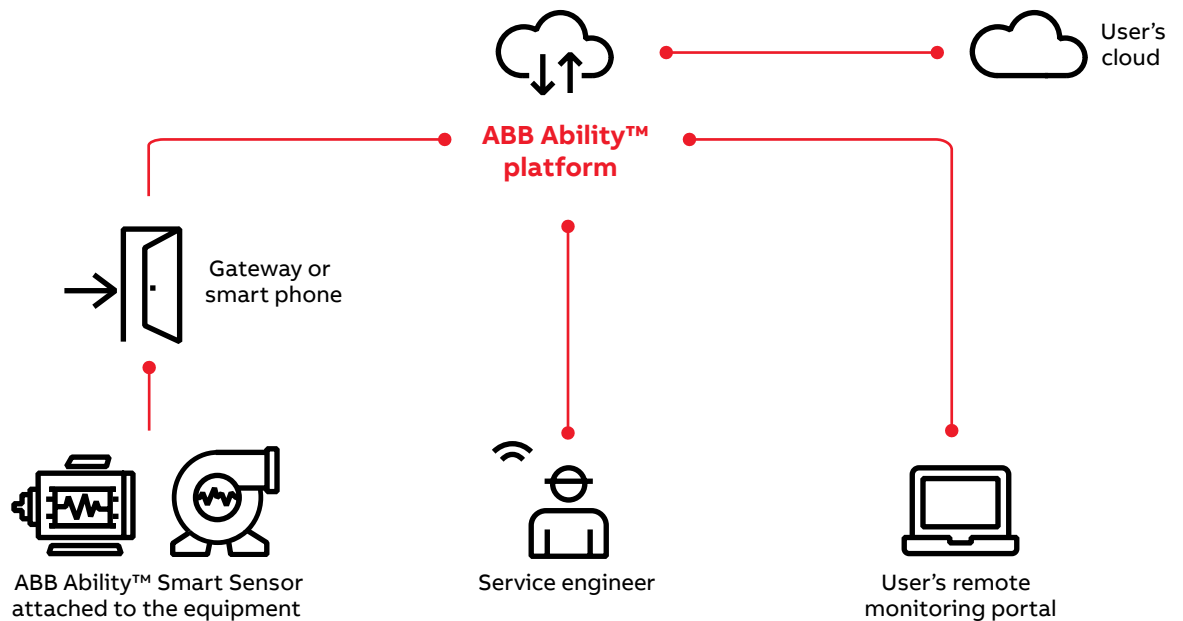 User’s
cloud
ABB Ability™
platform
Gateway or
smart phone
ABB Ability™ Smart Sensor
attached to the equipment
Service engineer
User’s remote
monitoring portal